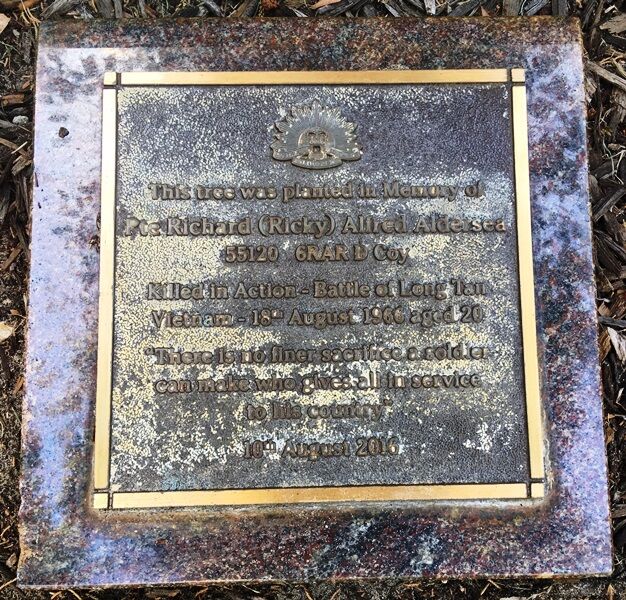 This tree was planted in Memory of
Pte Richard (Ricky) Alfred Aldersea
55120 6RAR D Coy
Killed in Action - Battle of Long Tan
Vietnam - 18th August 1966 aged 20
"There is no finer sacrifice a soldier
can make who gives all in service
to his country"
10th August 2016